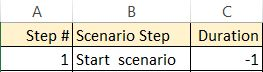 A B C
Step # Scenario Step Duration
1 Start scenario -1